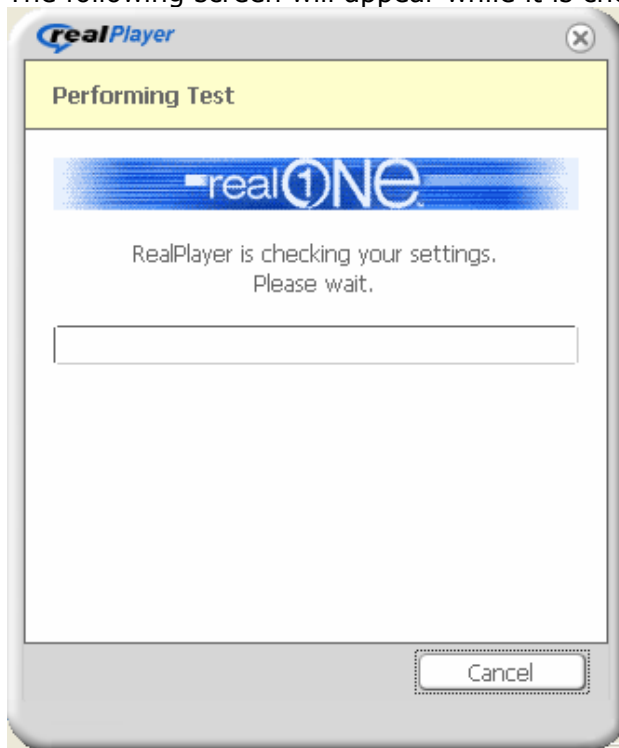 The following screen will appear while it is che
realPlayer
Performing Test
real1ONe
RealPlayer is checking your settings.
Please wait.
Cancel